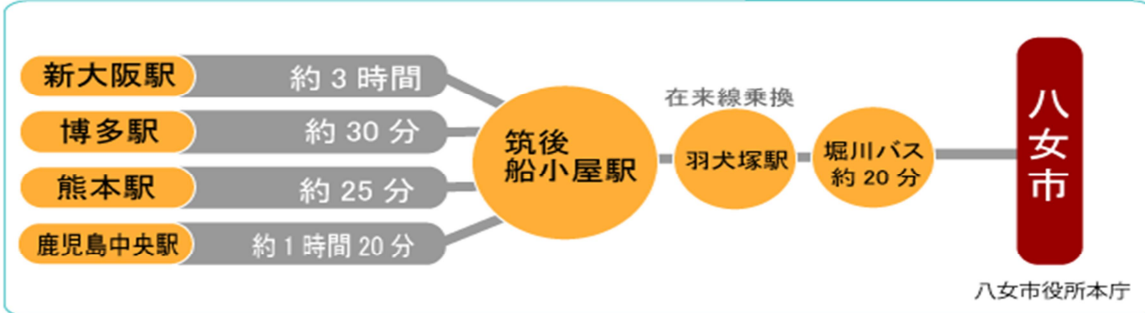 新大阪駅 約3時間
博多駅 約30分
熊本駅 約25分
鹿児島中央駅 約1時間20分
筑後
船小屋駅
在来線乗換
羽犬塚駅
堀川バス
約20分
八女市
八女市役所本庁